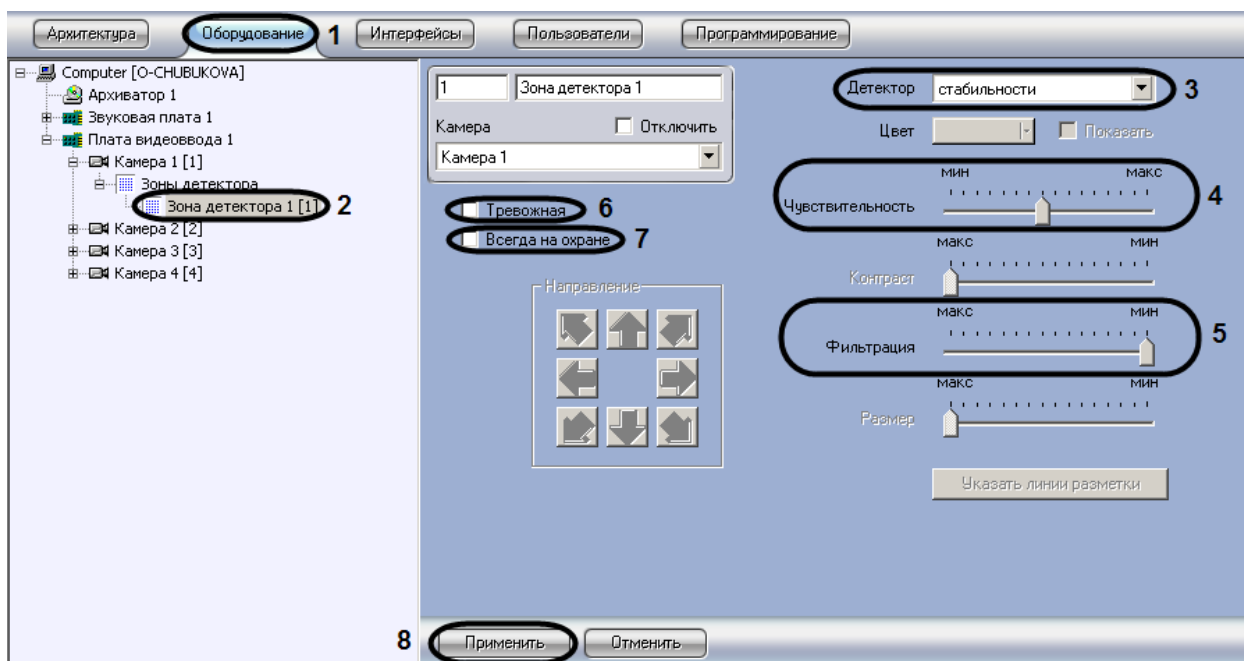 Архитектура Оборудование 1 Интерфейсы Пользователи Программирование
Computer [O-CHUBUKOVA]
Архиватор 1
Звуковая плата 1
Плата видеоввода 1
Камера 1 [1]
Зоны детектора
Зона детектора 1 [1] 2
Камера 2 [2]
Камера 3 [3]
Камера 4 [4]
1 Зона детектора 1
Камера Отключить
Камера 1
Тревожная 6
Всегда на охране 7
Направление
Детектор стабильности 3
Цвет Показать
мин макс
Чувствительность 4
макс мин
Контраст
макс мин
Фильтрация 5
макс мин
Размер
Указать линии разметки
8 Применить Отменить